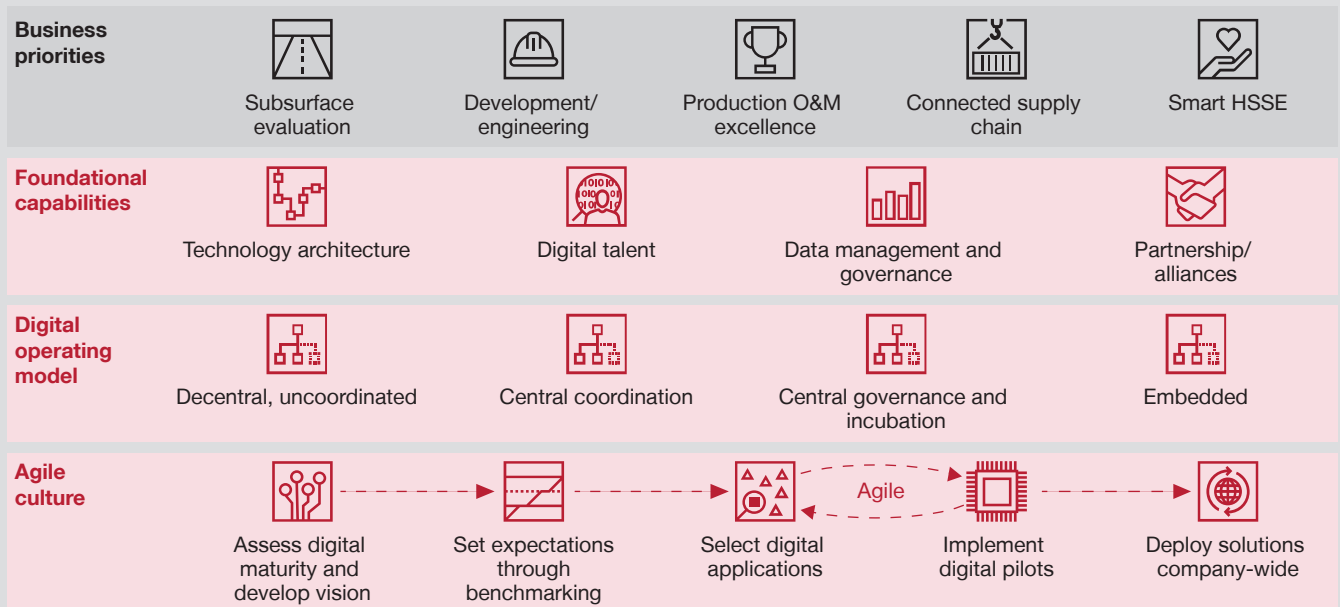 Business
priorities
Subsurface
evaluation
Development/
engineering
Production O&M
excellence
Connected supply
chain
Smart HSSE
Foundational
capabilities
Technology architecture
Digital talent
Data management and
governance
Partnership/
alliances
Digital
operating
model
Decentral, uncoordinated
Central coordination
Central governance and
incubation
Embedded
Agile
culture
Assess digital
maturity and
develop vision
Set expectations
through
benchmarking
Select digital
applications
Agile
Implement
digital pilots
Deploy solutions
company-wide